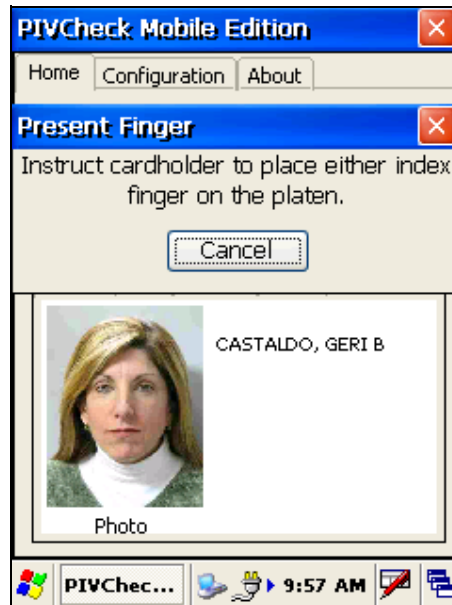 PIVCheck Mobile Edition
Home Configuration About
Present Finger
Instruct cardholder to place either index
finger on the platen.
Cancel
CASTALDO, GERI B
Photo
PIVChec... 9:57 AM